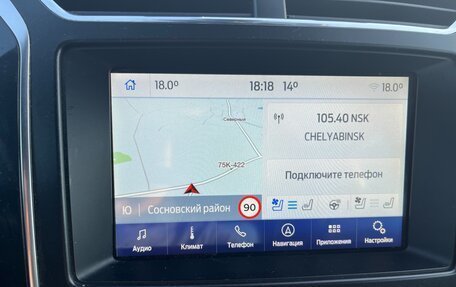 18.0° 18:18 14° 18.0°
Северный
75К-422
105.40 NSK
CHELYABINSK
Подключите телефон
Ю Сосновский район 90
Аудио Климат Телефон Навигация Приложения Настройки